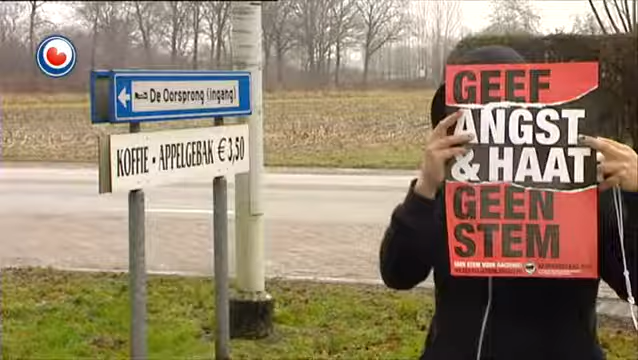 De Oorsprong (ingang)
KOFFIE • APPELGEBAK € 3,50
GEEF
ANGST
& HAAT
GEEN
STEM